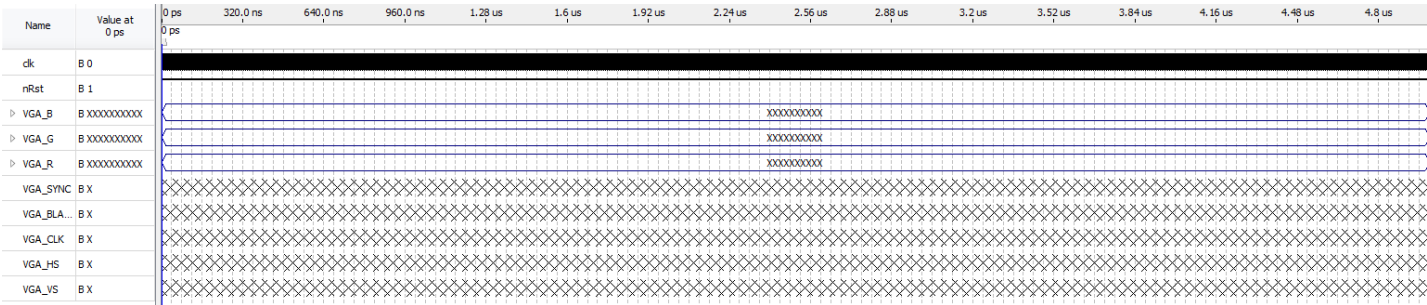 Name Value at 0 ps 0 ps 320.0 ns 640.0 ns 960.0 ns 1.28 us 1.6 us 1.92 us 2.24 us 2.56 us 2.88 us 3.2 us 3.52 us 3.84 us 4.16 us 4.48 us 4.8 us
0 ps
clk B 0
nRst B 1
VGA_B B XXXXXXXXXX XXXXXXXXXX
VGA_G B XXXXXXXXXX XXXXXXXXXX
VGA_R B XXXXXXXXXX XXXXXXXXXX
VGA_SYNC B X
VGA_BLA... B X
VGA_CLK B X
VGA_HS B X
VGA_VS B X